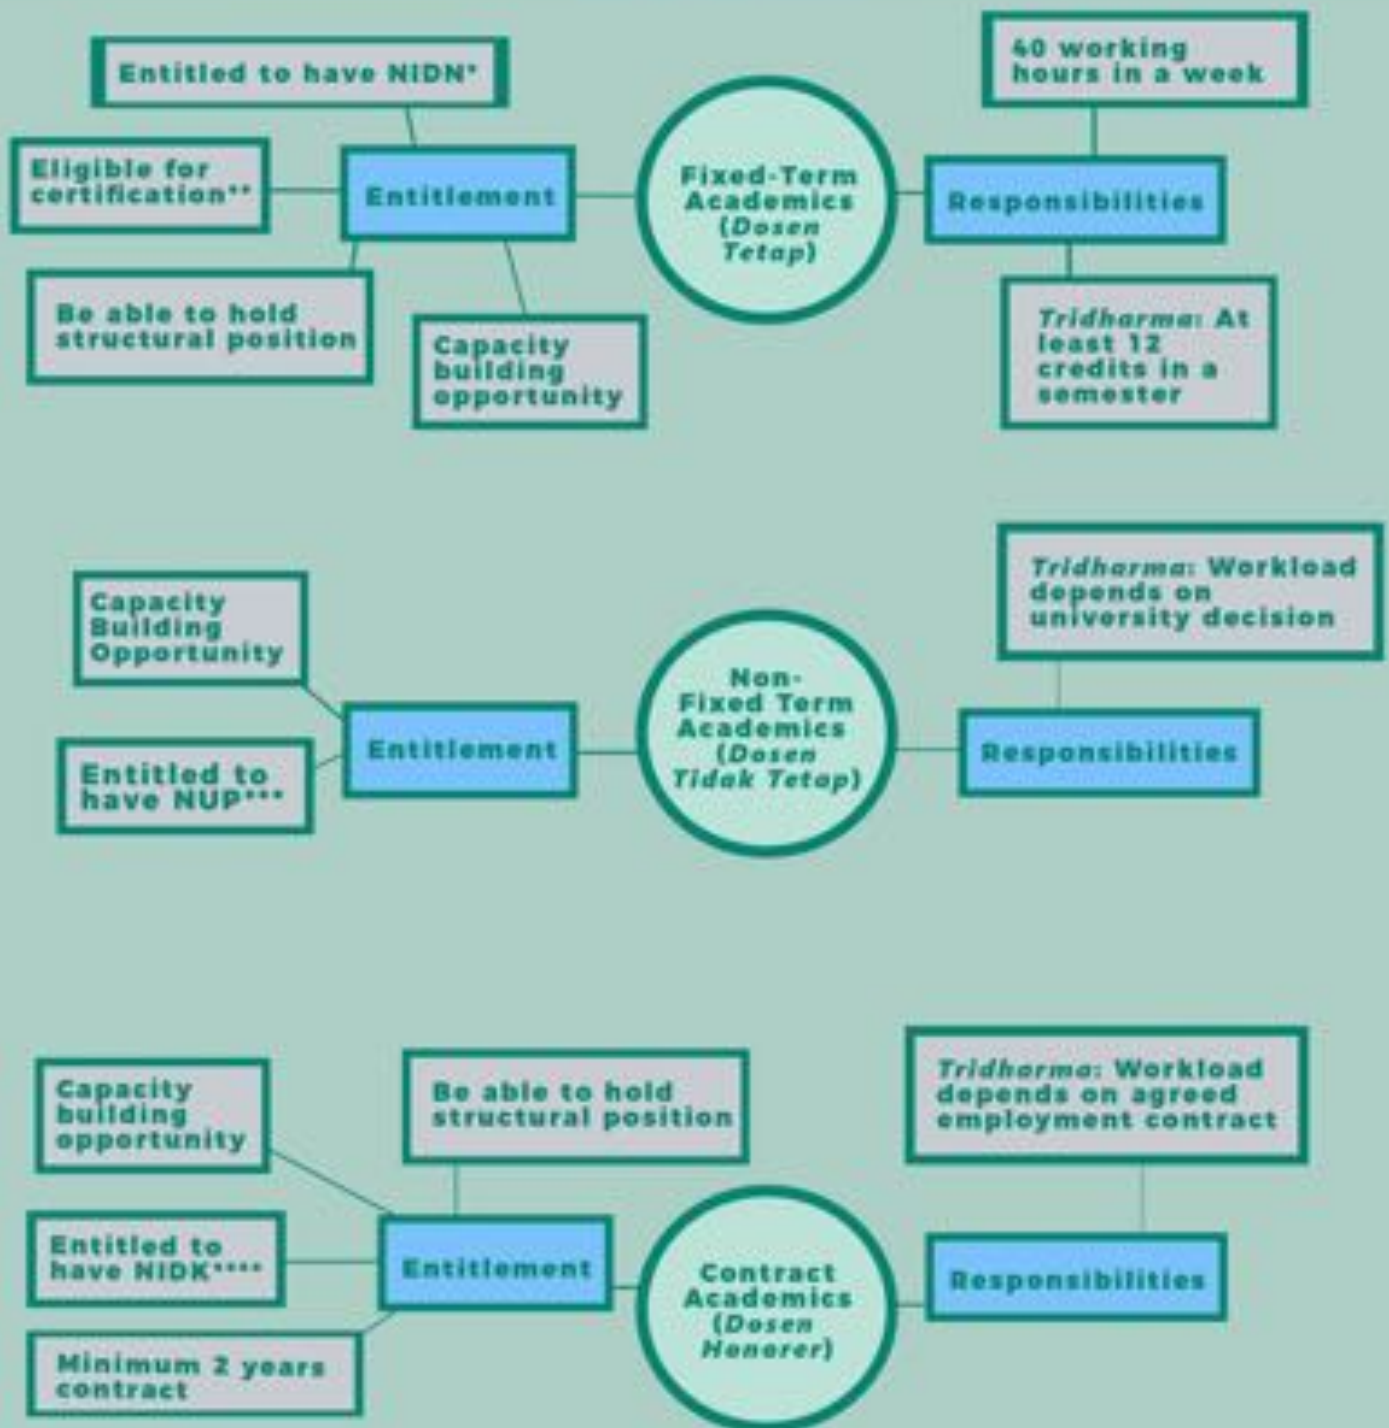 Entitled to have NIDN*
Eligible for
certification**
Entitlement
Be able to hold
structural position
Capacity
building
opportunity
Fixed-Term
Academics
(Dosen
Tetap)
40 working
hours in a week
Responsibilities
Tridharma: At
least 12
credits in a
semester
Capacity
Building
Opportunity
Entitled to
have NUP***
Entitlement
Non-
Fixed Term
Academics
(Dosen
Tidak Tetap)
Tridharma: Workload
depends on
university decision
Responsibilities
Capacity
building
opportunity
Be able to hold
structural position
Entitled to
have NIDK****
Entitlement
Minimum 2 years
contract
Contract
Academics
(Dosen
Honorer)
Tridharma: Workload
depends on agreed
employment contract
Responsibilities